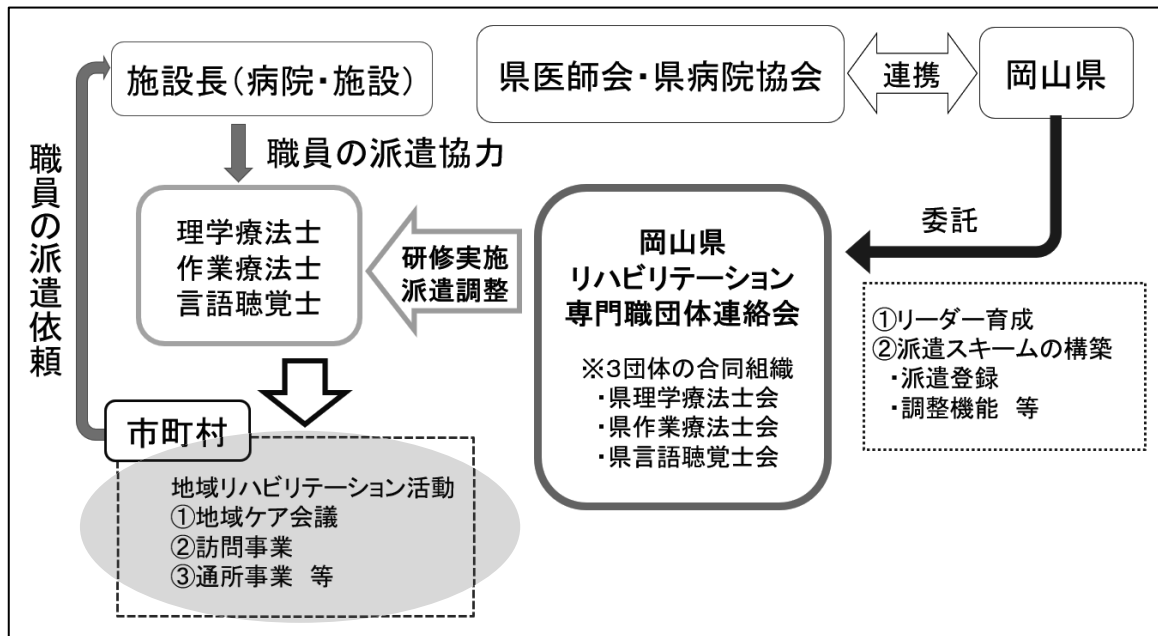 施設長(病院・施設)
県医師会・県病院協会
連携
岡山県
職員の派遣依頼
職員の派遣協力
理学療法士
作業療法士
言語聴覚士
研修実施
派遣調整
岡山県
リハビリテーション
専門職団体連絡会
※3団体の合同組織
・県理学療法士会
・県作業療法士会
・県言語聴覚士会
委託
①リーダー育成
②派遣スキームの構築
・派遣登録
・調整機能 等
市町村
地域リハビリテーション活動
①地域ケア会議
②訪問事業
③通所事業 等